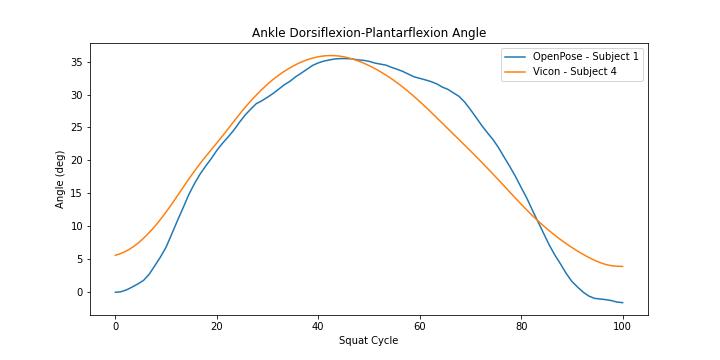 Ankle Dorsiflexion-Plantarflexion Angle
OpenPose - Subject 1
Vicon - Subject 4
35
30
25
20
15
10
5
0
Angle (deg)
0 20 40 60 80 100
Squat Cycle